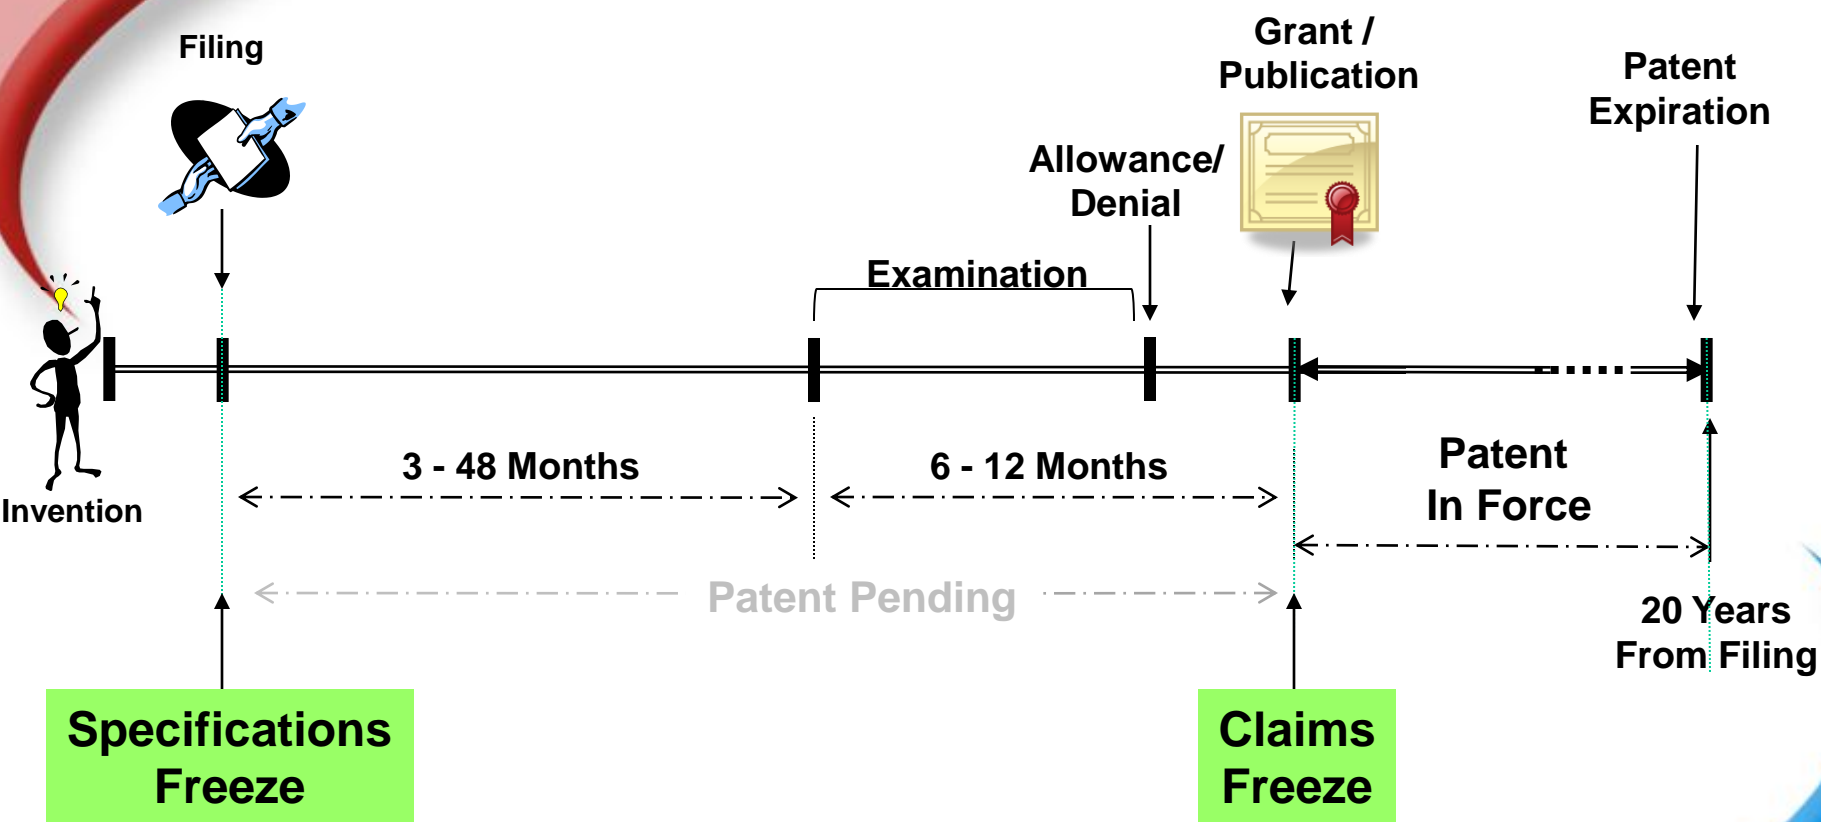 Filing
Grant /
Publication
Patent
Expiration
Allowance/
Denial
Examination
Invention
3 - 48 Months
6 - 12 Months
Patent
In Force
Patent Pending
20 Years
From Filing
Specifications
Freeze
Claims
Freeze